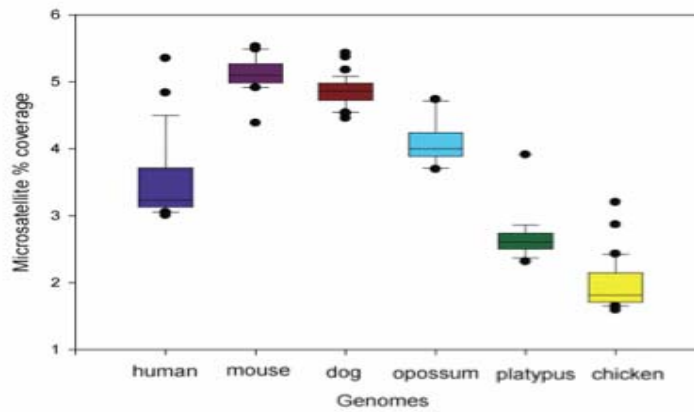 6
5
4
3
2
1
Microsatellite % coverage
human mouse dog opossum platypus chicken
Genomes